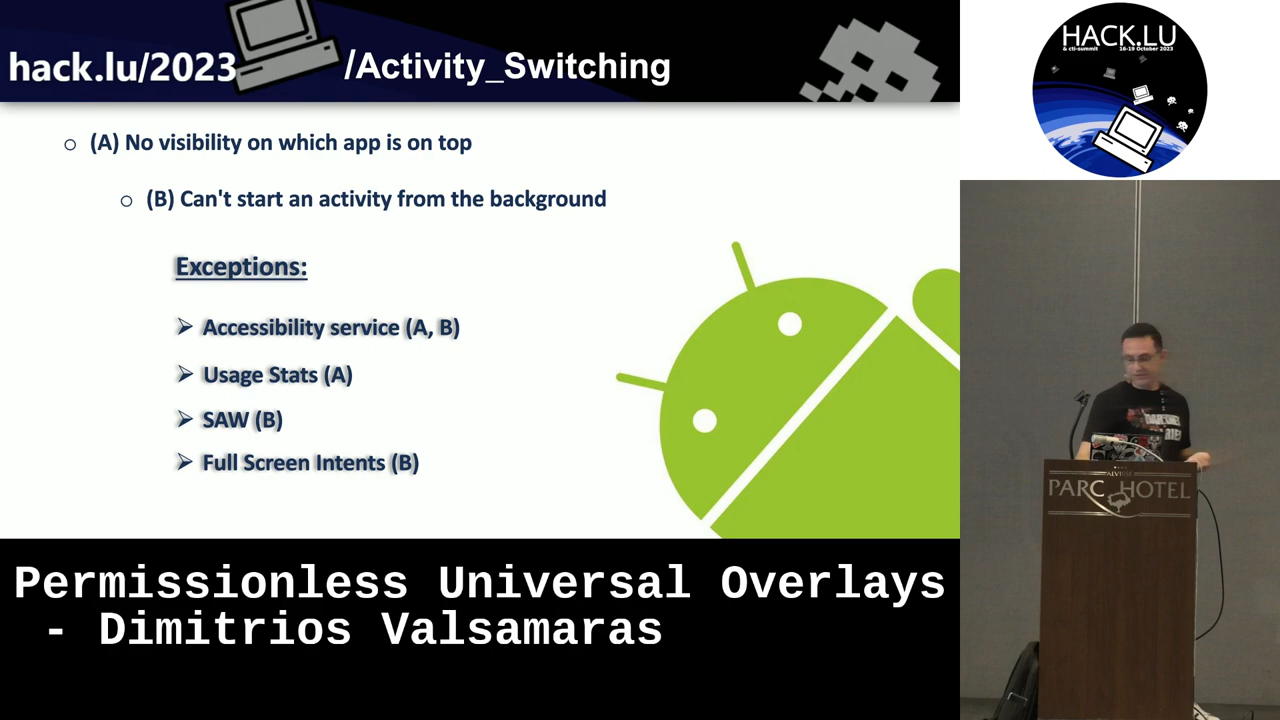 hack.lu/2023
/Activity_Switching
(A) No visibility on which app is on top
(B) Can't start an activity from the background
Exceptions:
Accessibility service (A, B)
Usage Stats (A)
SAW (B)
Full Screen Intents (B)
HACK.LU
& cti-summit 16-19 October 2023
PARC HOTEL
Permissionless Universal Overlays
- Dimitrios Valsamaras